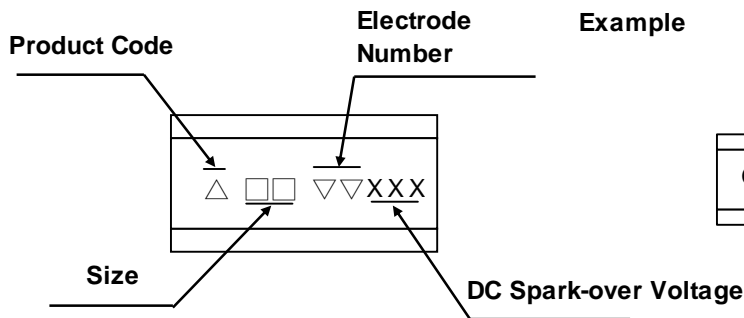 Electrode
Number
Example
Product Code
△ □□ ▽▽XXX
Size
DC Spark-over Voltage